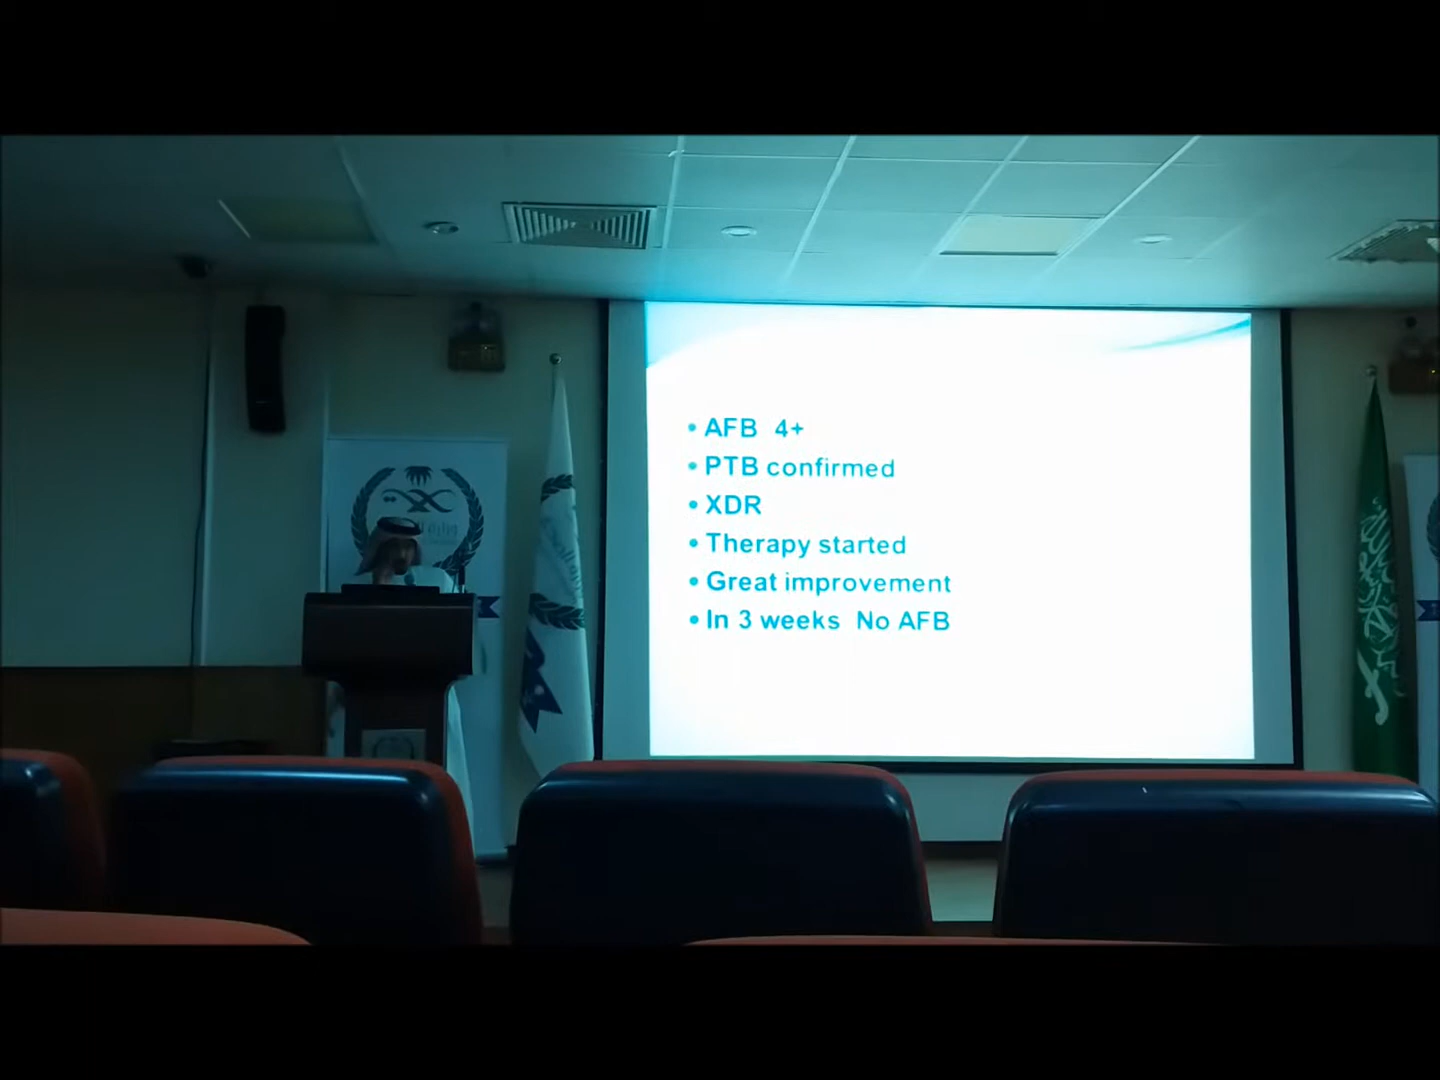 • AFB  4+
• PTB confirmed
• XDR
• Therapy started
• Great improvement
• In 3 weeks  No AFB